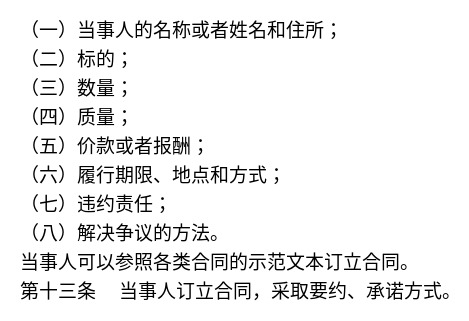 （一）当事人的名称或者姓名和住所；
（二）标的；
（三）数量；
（四）质量；
（五）价款或者报酬；
（六）履行期限、地点和方式；
（七）违约责任；
（八）解决争议的方法。
当事人可以参照各类合同的示范文本订立合同。
第十三条　当事人订立合同，采取要约、承诺方式。